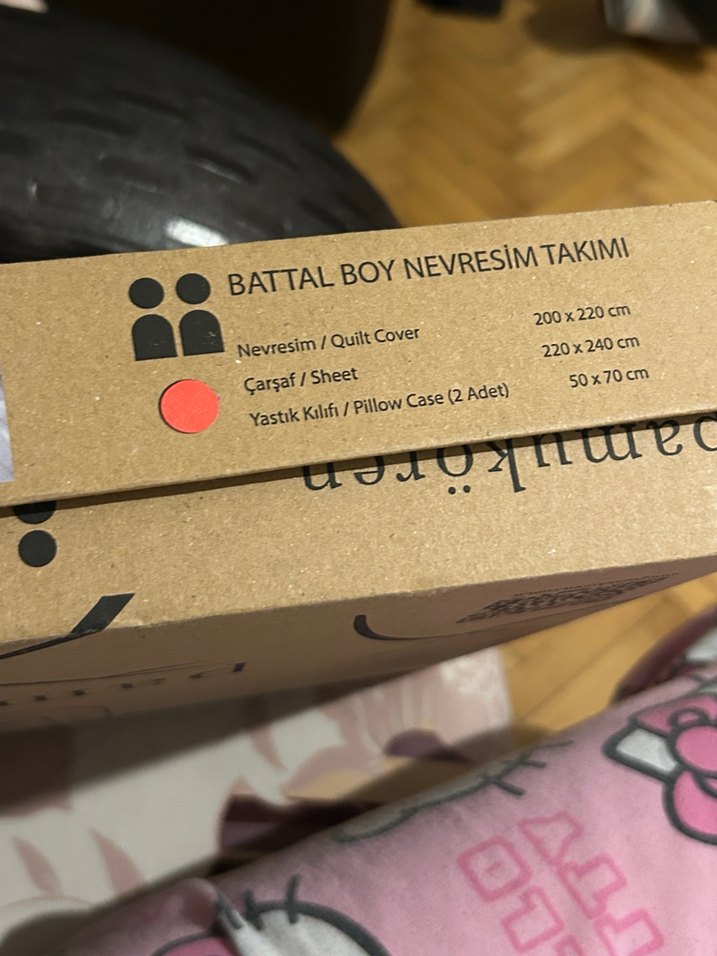 BATTAL BOY NEVRESİM TAKIMI
Nevresim / Quilt Cover 200 x 220 cm
Çarşaf / Sheet 220 x 240 cm
Yastık Kılıfı / Pillow Case (2 Adet) 50 x 70 cm
pamukören